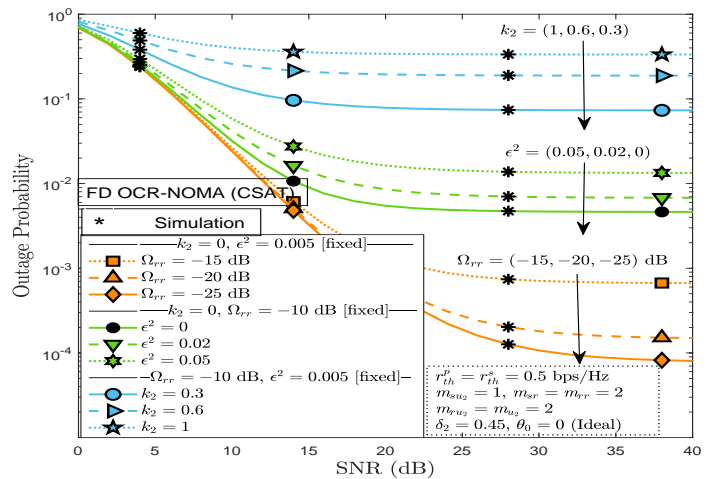 10^0
10^-1
10^-2
10^-3
10^-4
Outage Probability
k_2 = (1, 0.6, 0.3)
ϵ^2 = (0.05, 0.02, 0)
Ω_rr = (−15, −20, −25) dB
FD OCR-NOMA (CSAT)
* Simulation
k_2 = 0, ϵ^2 = 0.005 [fixed]
Ω_rr = −15 dB
Ω_rr = −20 dB
Ω_rr = −25 dB
k_2 = 0, Ω_rr = −10 dB [fixed]
ϵ^2 = 0
ϵ^2 = 0.02
ϵ^2 = 0.05
Ω_rr = −10 dB, ϵ^2 = 0.005 [fixed]
k_2 = 0.3
k_2 = 0.6
k_2 = 1
r_th^p = r_th^s = 0.5 bps/Hz
m_su_2 = 1, m_sr = m_rr = 2
m_ru_2 = m_u_2 = 2
δ_2 = 0.45, θ_0 = 0 (Ideal)
0 5 10 15 20 25 30 35 40
SNR (dB)